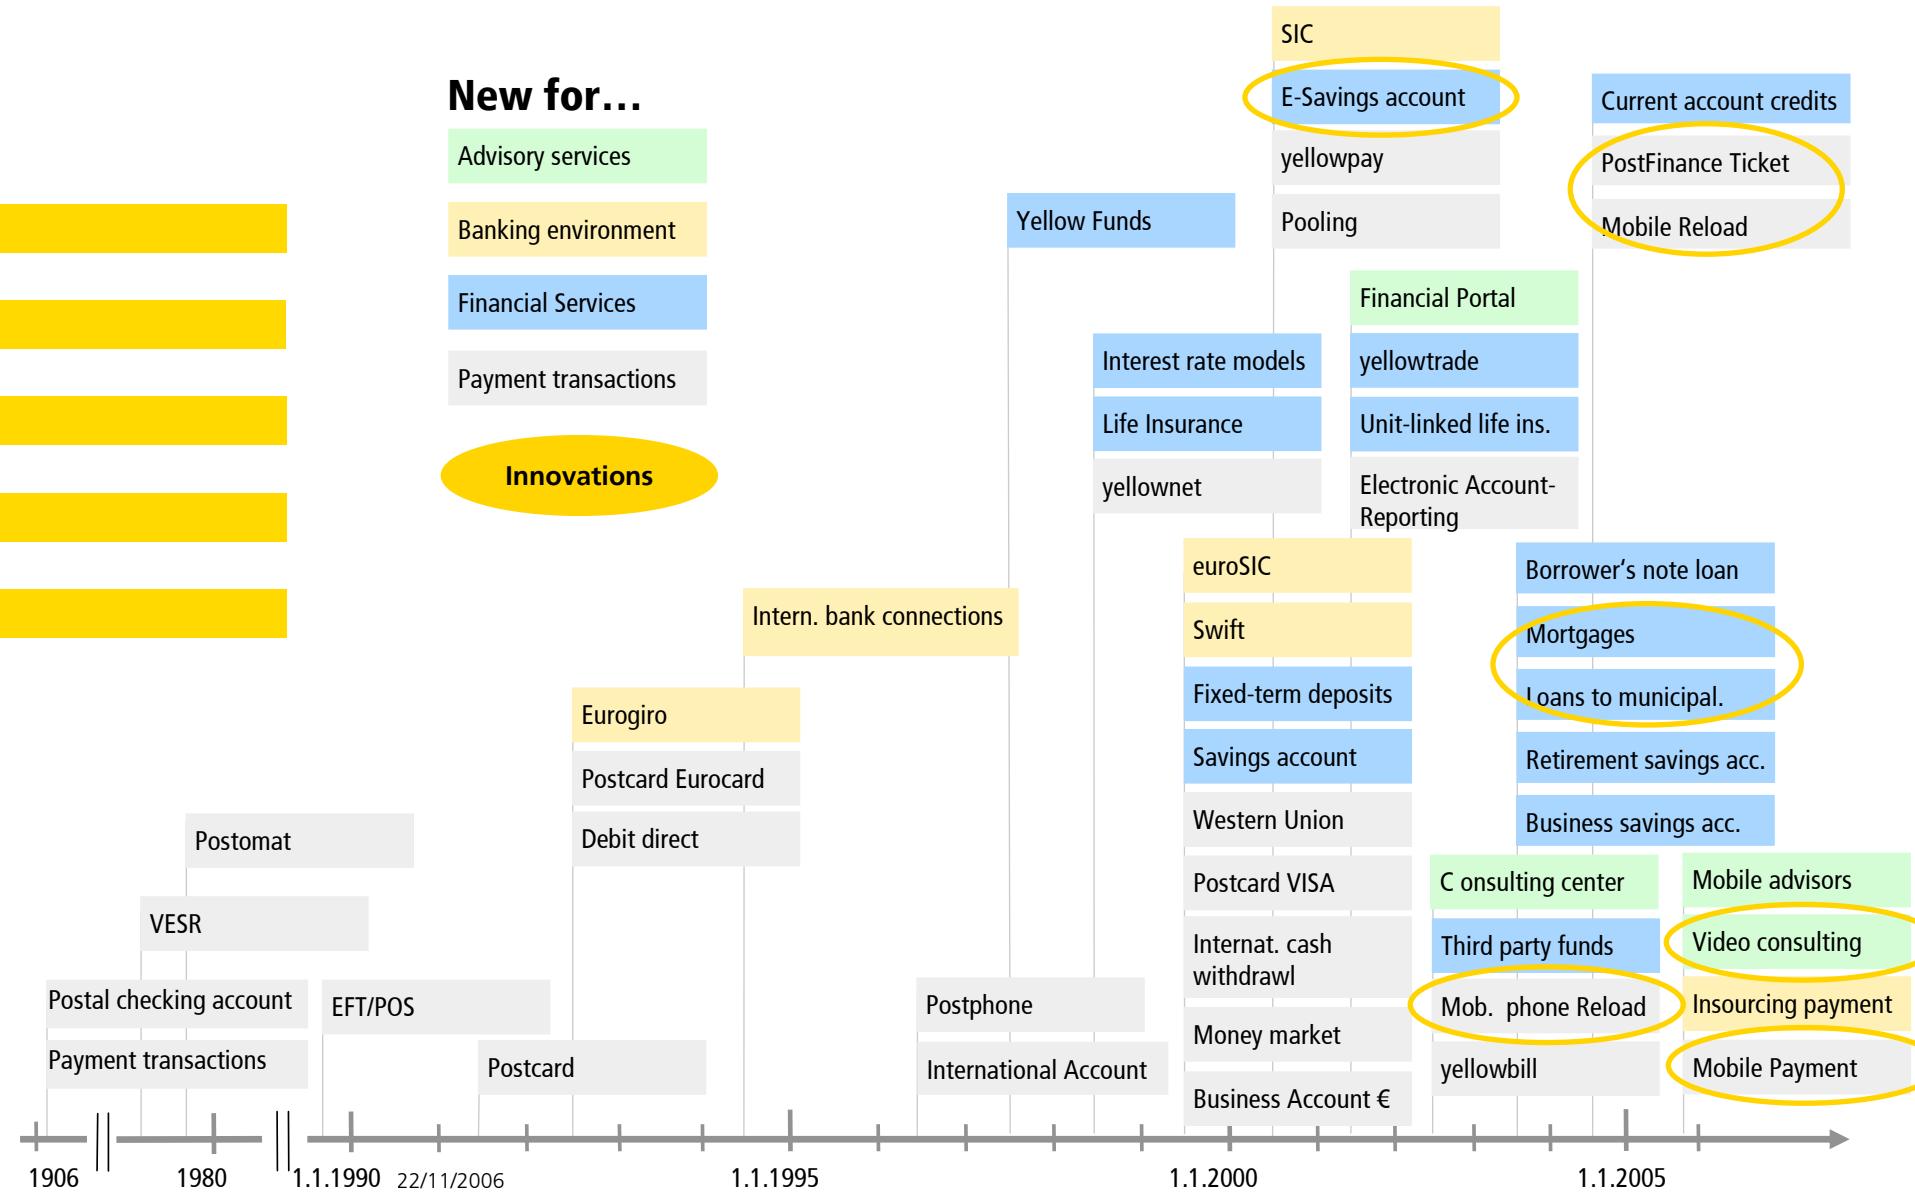 New for...
Advisory services
Banking environment
Financial Services
Payment transactions
Innovations
SIC
E-Savings account
yellowpay
Pooling
Current account credits
PostFinance Ticket
Mobile Reload
Yellow Funds
Financial Portal
yellowtrade
Unit-linked life ins.
Electronic Account-
Reporting
Interest rate models
Life Insurance
yellownet
euroSIC
Swift
Fixed-term deposits
Savings account
Western Union
Postcard VISA
Internat. cash
withdrawl
Money market
Business Account €
Borrower‘s note loan
Mortgages
Loans to municipal.
Retirement savings acc.
Business savings acc.
Intern. bank connections
Eurogiro
Postcard Eurocard
Debit direct
Postomat
VESR
Postal checking account
Payment transactions
EFT/POS
Postcard
Postphone
International Account
C onsulting center
Third party funds
Mob. phone Reload
yellowbill
Mobile advisors
Video consulting
Insourcing payment
Mobile Payment
1906
1980
1.1.1990
22/11/2006
1.1.1995
1.1.2000
1.1.2005